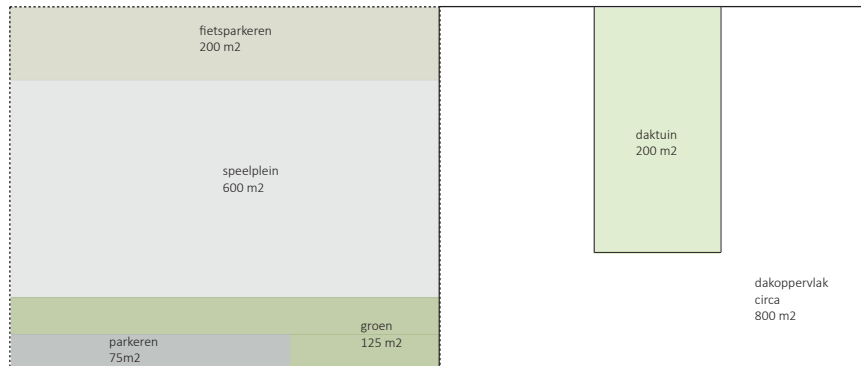 fietsparkeren
200 m2
speelplein
600 m2
groen
125 m2
parkeren
75m2
daktuin
200 m2
dakoppervlak
circa
800 m2